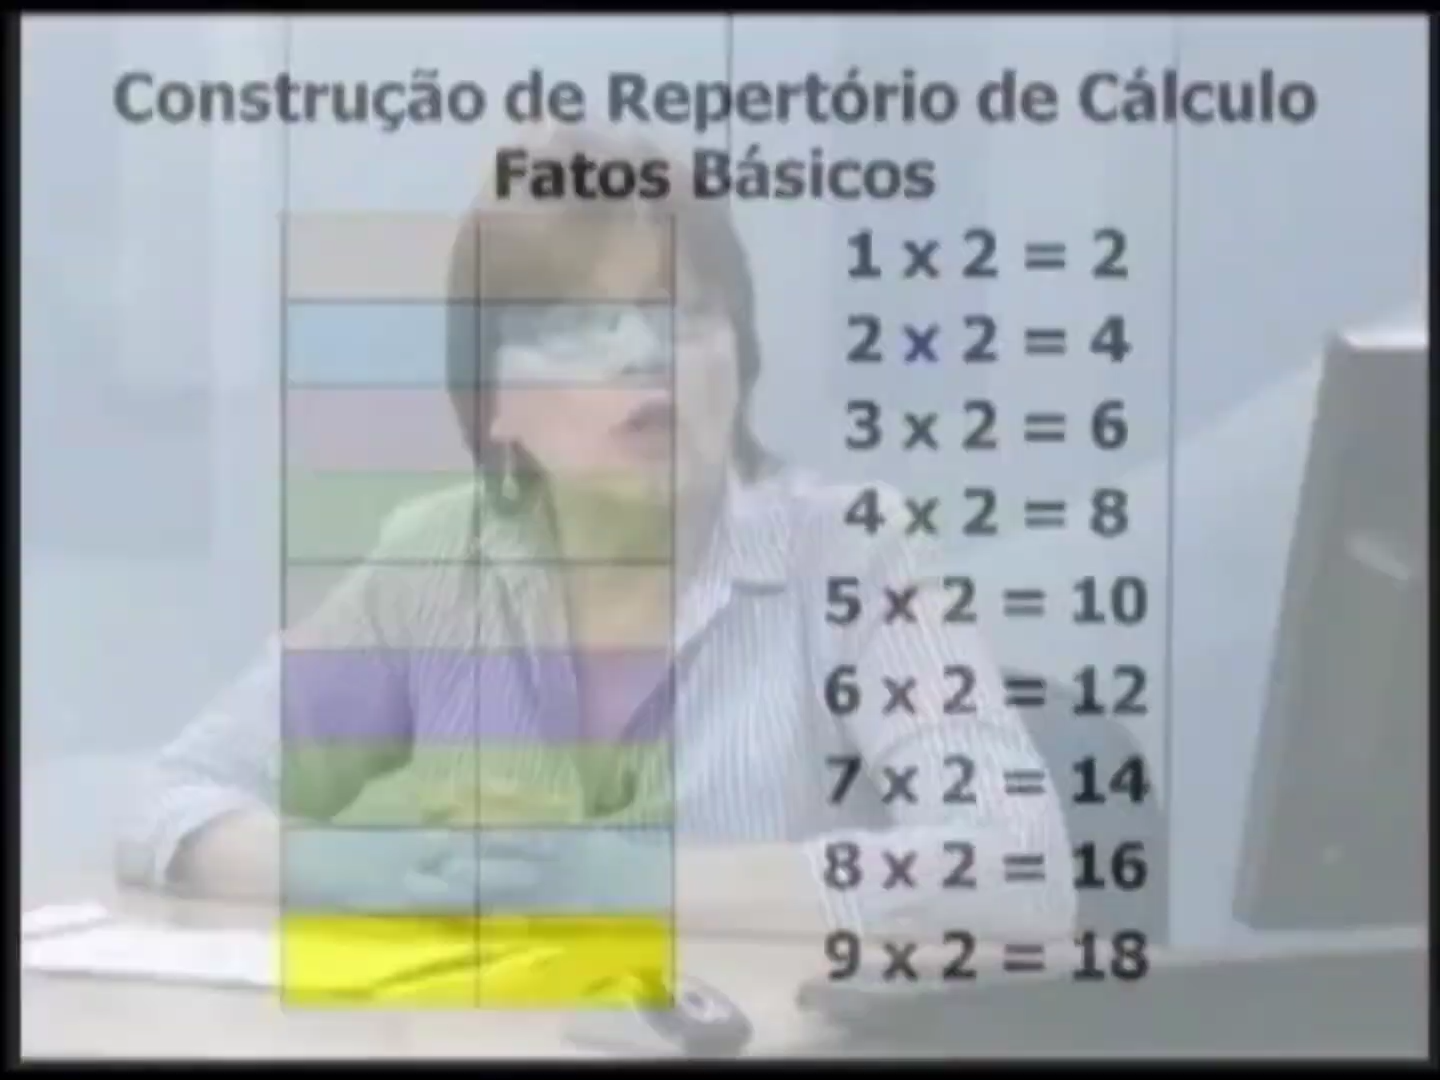 Construção de Repertório de Cálculo
Fatos Básicos
1 x 2 = 2
2 x 2 = 4
3 x 2 = 6
4 x 2 = 8
5 x 2 = 10
6 x 2 = 12
7 x 2 = 14
8 x 2 = 16
9 x 2 = 18